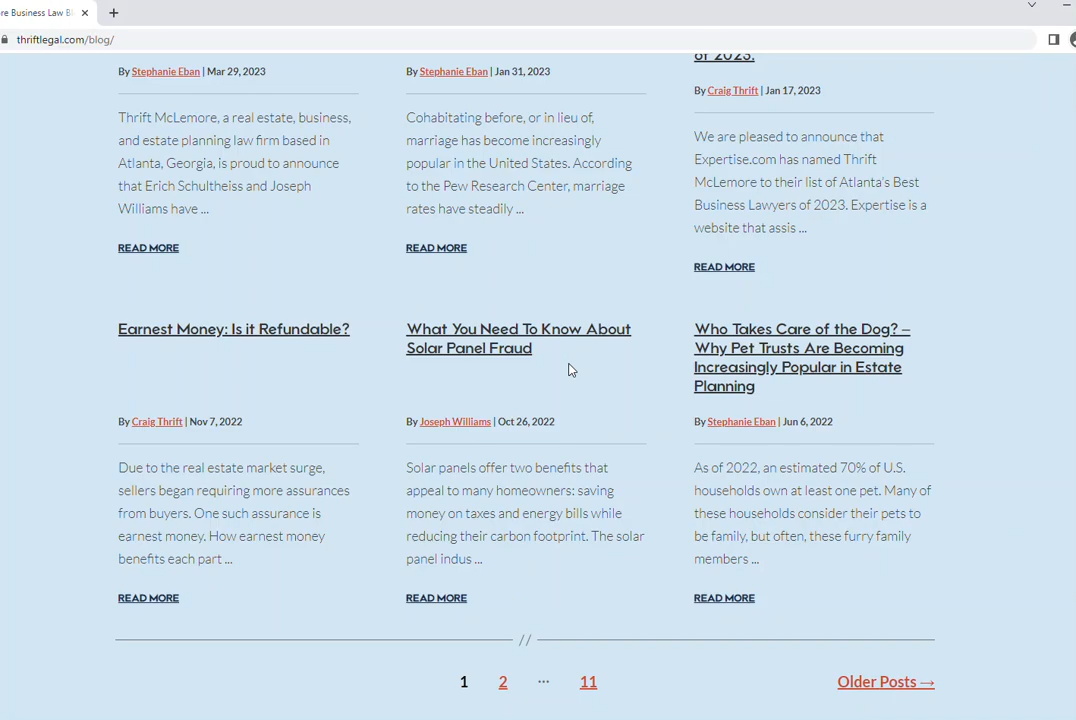 re Business Law Bl
thriftlegal.com/blog/
By Stephanie Eban | Mar 29, 2023
Thrift McLemore, a real estate, business,
and estate planning law firm based in
Atlanta, Georgia, is proud to announce
that Erich Schultheiss and Joseph
Williams have ...
READ MORE
By Stephanie Eban | Jan 31, 2023
Cohabitating before, or in lieu of,
marriage has become increasingly
popular in the United States. According
to the Pew Research Center, marriage
rates have steadily ...
READ MORE
of 2023.
By Craig Thrift | Jan 17, 2023
We are pleased to announce that
Expertise.com has named Thrift
McLemore to their list of Atlanta's Best
Business Lawyers of 2023. Expertise is a
website that assis ...
READ MORE
Earnest Money: Is it Refundable?
By Craig Thrift | Nov 7, 2022
Due to the real estate market surge,
sellers began requiring more assurances
from buyers. One such assurance is
earnest money. How earnest money
benefits each part ...
READ MORE
What You Need To Know About
Solar Panel Fraud
By Joseph Williams | Oct 26, 2022
Solar panels offer two benefits that
appeal to many homeowners: saving
money on taxes and energy bills while
reducing their carbon footprint. The solar
panel indus ...
READ MORE
Who Takes Care of the Dog? –
Why Pet Trusts Are Becoming
Increasingly Popular in Estate
Planning
By Stephanie Eban | Jun 6, 2022
As of 2022, an estimated 70% of U.S.
households own at least one pet. Many of
these households consider their pets to
be family, but often, these furry family
members ...
READ MORE
//
1 2 ... 11 Older Posts →